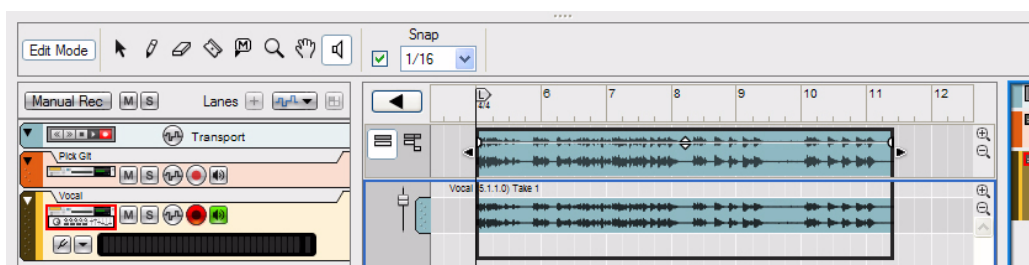 Edit Mode
Snap
1/16
Manual Rec
M S
Lanes
L
4/4
6 7 8 9 10 11 12
Transport
Pick Git
M S
Vocal
M S
Vocal (5.1.1.0) Take 1